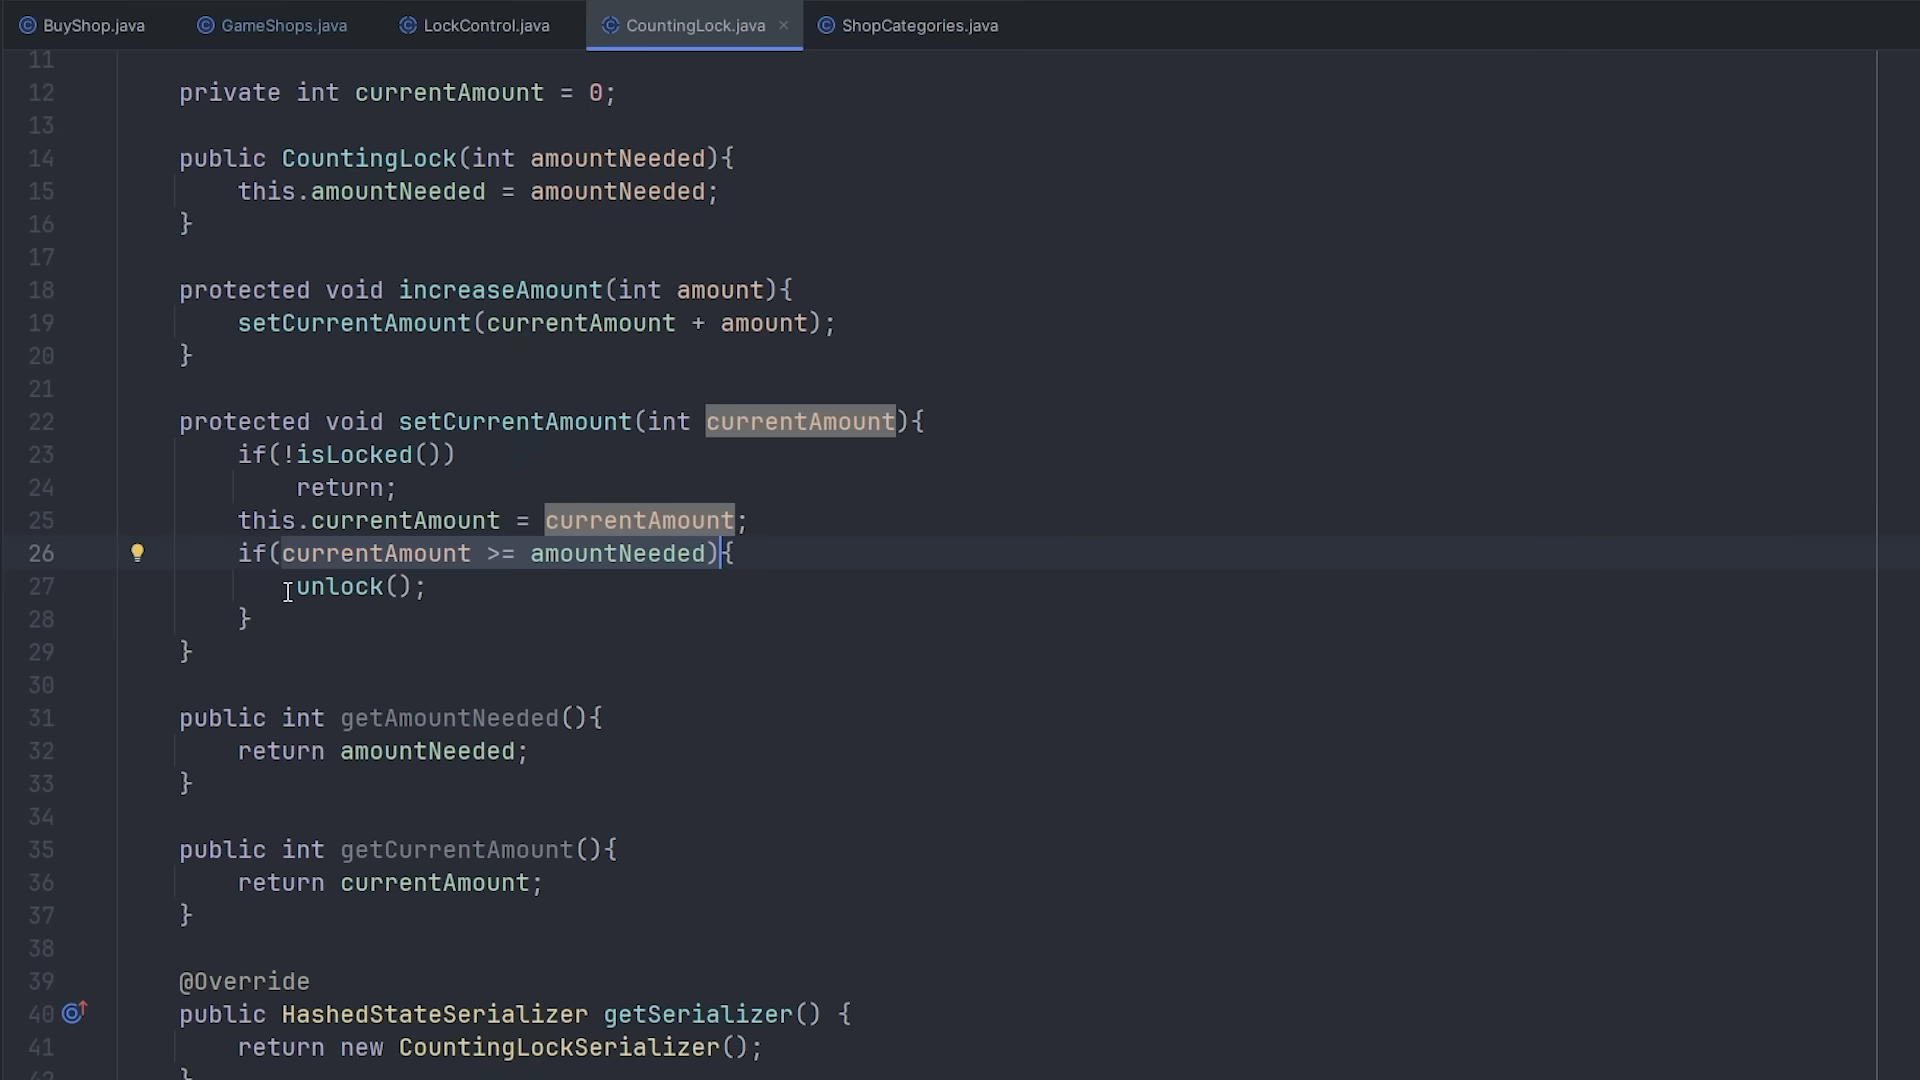 BuyShop.java GameShops.java LockControl.java CountingLock.java × ShopCategories.java
11
12 private int currentAmount = 0;
13
14 public CountingLock(int amountNeeded){
15 this.amountNeeded = amountNeeded;
16 }
17
18 protected void increaseAmount(int amount){
19 setCurrentAmount(currentAmount + amount);
20 }
21
22 protected void setCurrentAmount(int currentAmount){
23 if(!isLocked())
24 return;
25 this.currentAmount = currentAmount;
26 if(currentAmount >= amountNeeded){
27 unlock();
28 }
29 }
30
31 public int getAmountNeeded(){
32 return amountNeeded;
33 }
34
35 public int getCurrentAmount(){
36 return currentAmount;
37 }
38
39 @Override
40 public HashedStateSerializer getSerializer() {
41 return new CountingLockSerializer();
42 }